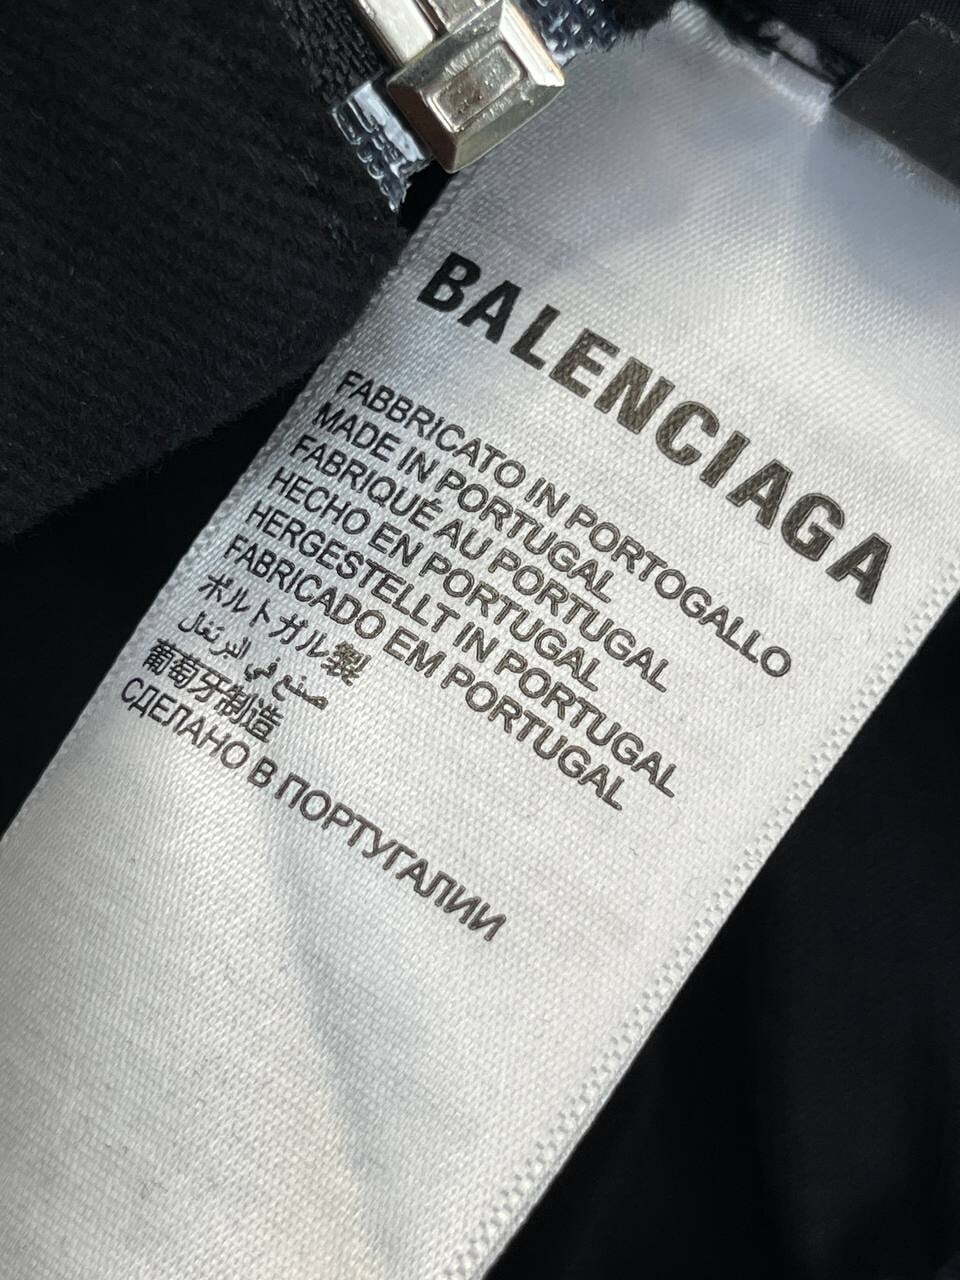 BALENCIAGA
FABBRICATO IN PORTOGALLO
MADE IN PORTUGAL
FABRIQUÉ AU PORTUGAL
HECHO EN PORTUGAL
HERGESTELLT IN PORTUGAL
FABRICADO EM PORTUGAL
ポルトガル製
صنع في البرتغال
葡萄牙制造
СДЕЛАНО В ПОРТУГАЛИИ